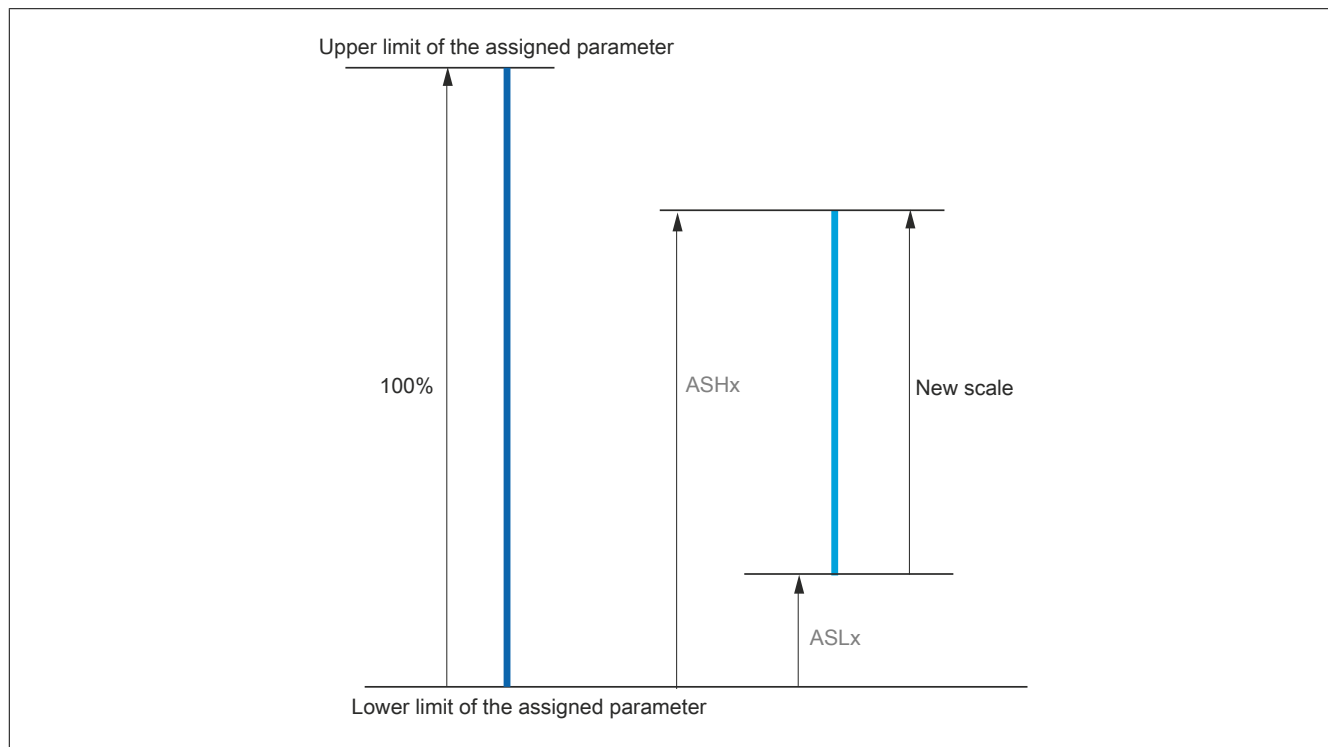 Upper limit of the assigned parameter
100%
ASHx
New scale
ASLx
Lower limit of the assigned parameter